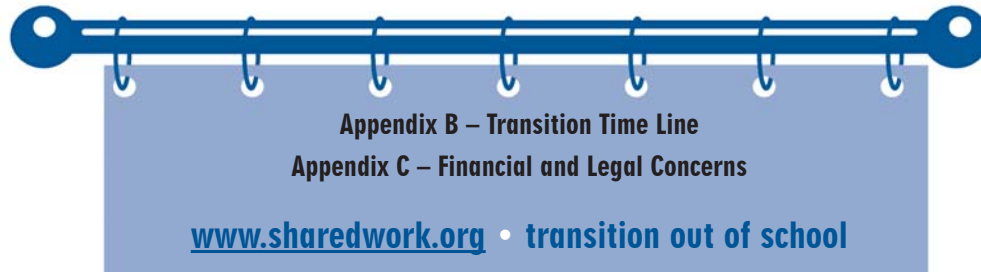 Appendix B – Transition Time Line
Appendix C – Financial and Legal Concerns
www.sharedwork.org • transition out of school